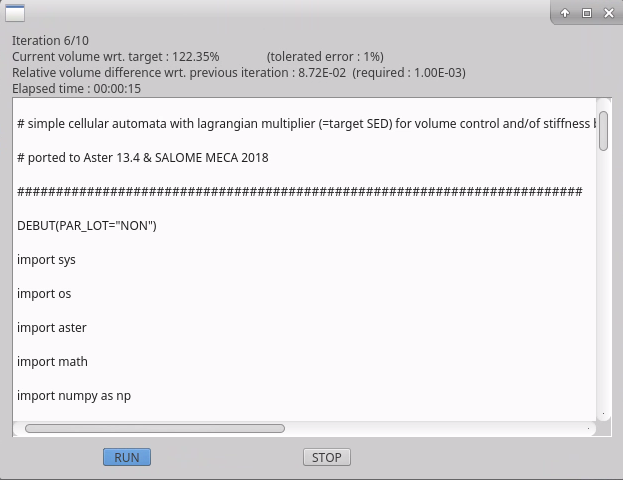 Iteration 6/10
Current volume wrt. target : 122.35% (tolerated error : 1%)
Relative volume difference wrt. previous iteration : 8.72E-02 (required : 1.00E-03)
Elapsed time : 00:00:15
# simple cellular automata with lagrangian multiplier (=target SED) for volume control and/of stiffness
# ported to Aster 13.4 & SALOME MECA 2018
##########################################################################
DEBUT(PAR_LOT="NON")
import sys
import os
import aster
import math
import numpy as np
RUN STOP